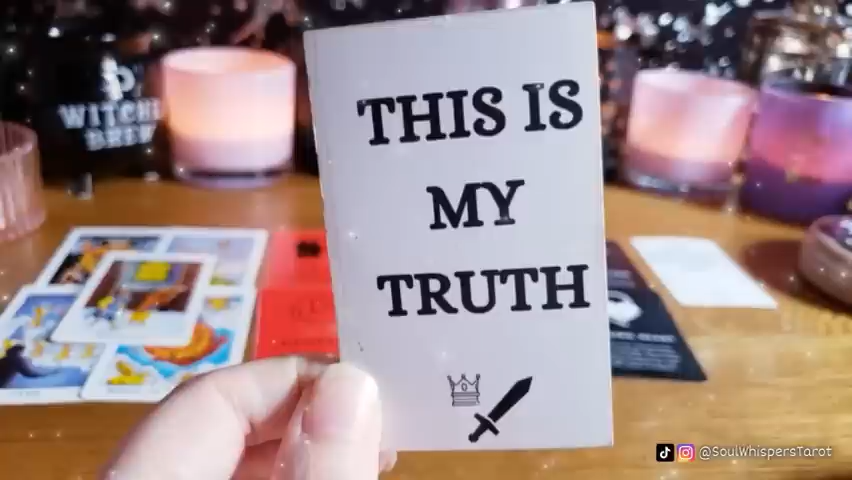 WITCHES
BREW
THIS IS
MY
TRUTH
@SoulWhispersTarot